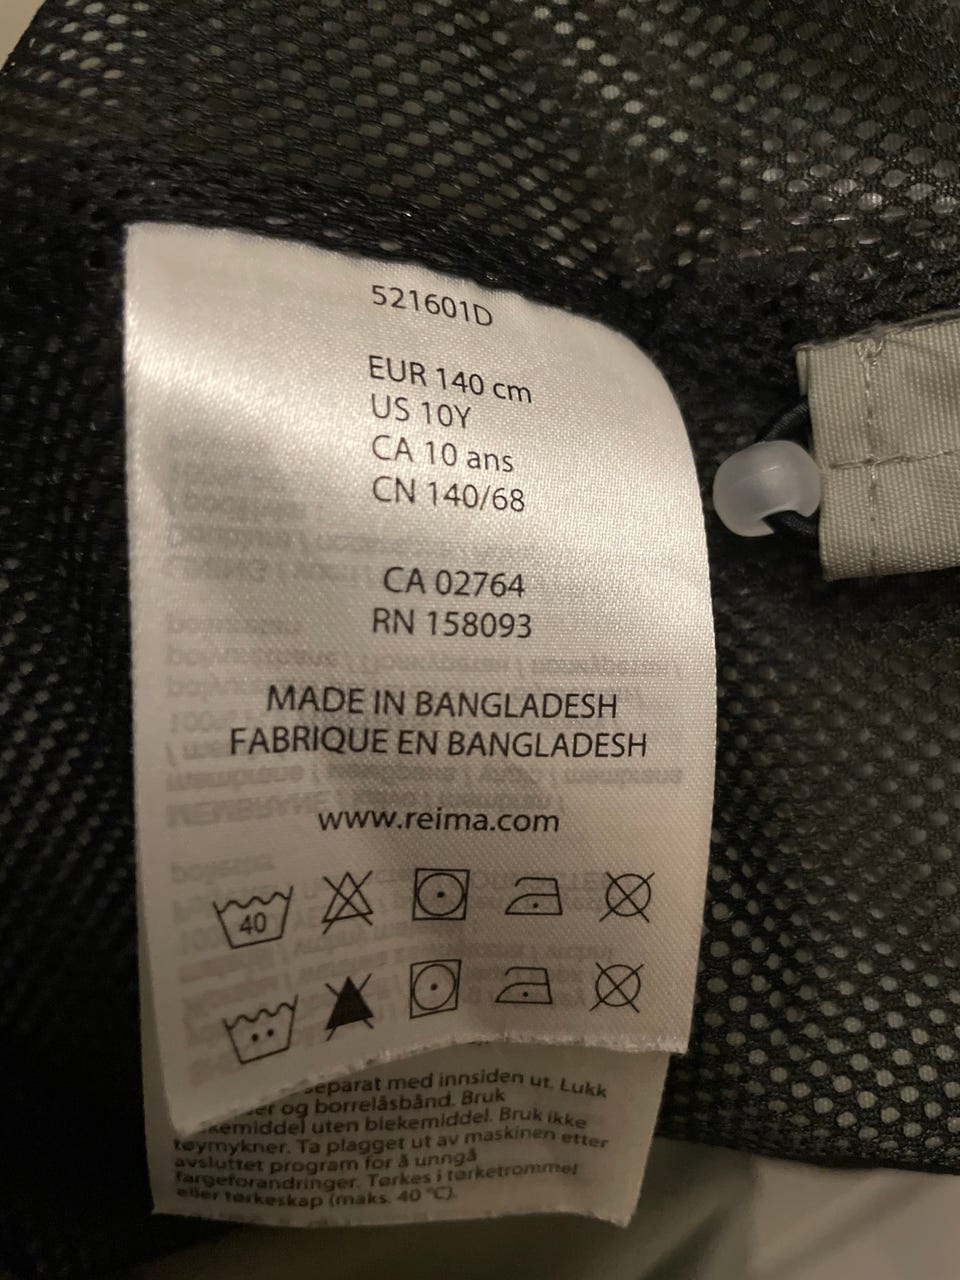 521601D
EUR 140 cm
US 10Y
CA 10 ans
CN 140/68
CA 02764
RN 158093
MADE IN BANGLADESH
FABRIQUE EN BANGLADESH
www.reima.com
40
med innsiden ut. Lukk
og borrelåsbånd. Bruk
uten blekemiddel. Bruk ikke
tøymykner. Ta plagget ut av maskinen etter
avsluttet program for å unngå
fargeforandringer. Tørkes i tørketrommel
eller tørkeskap (maks. 40 °C).